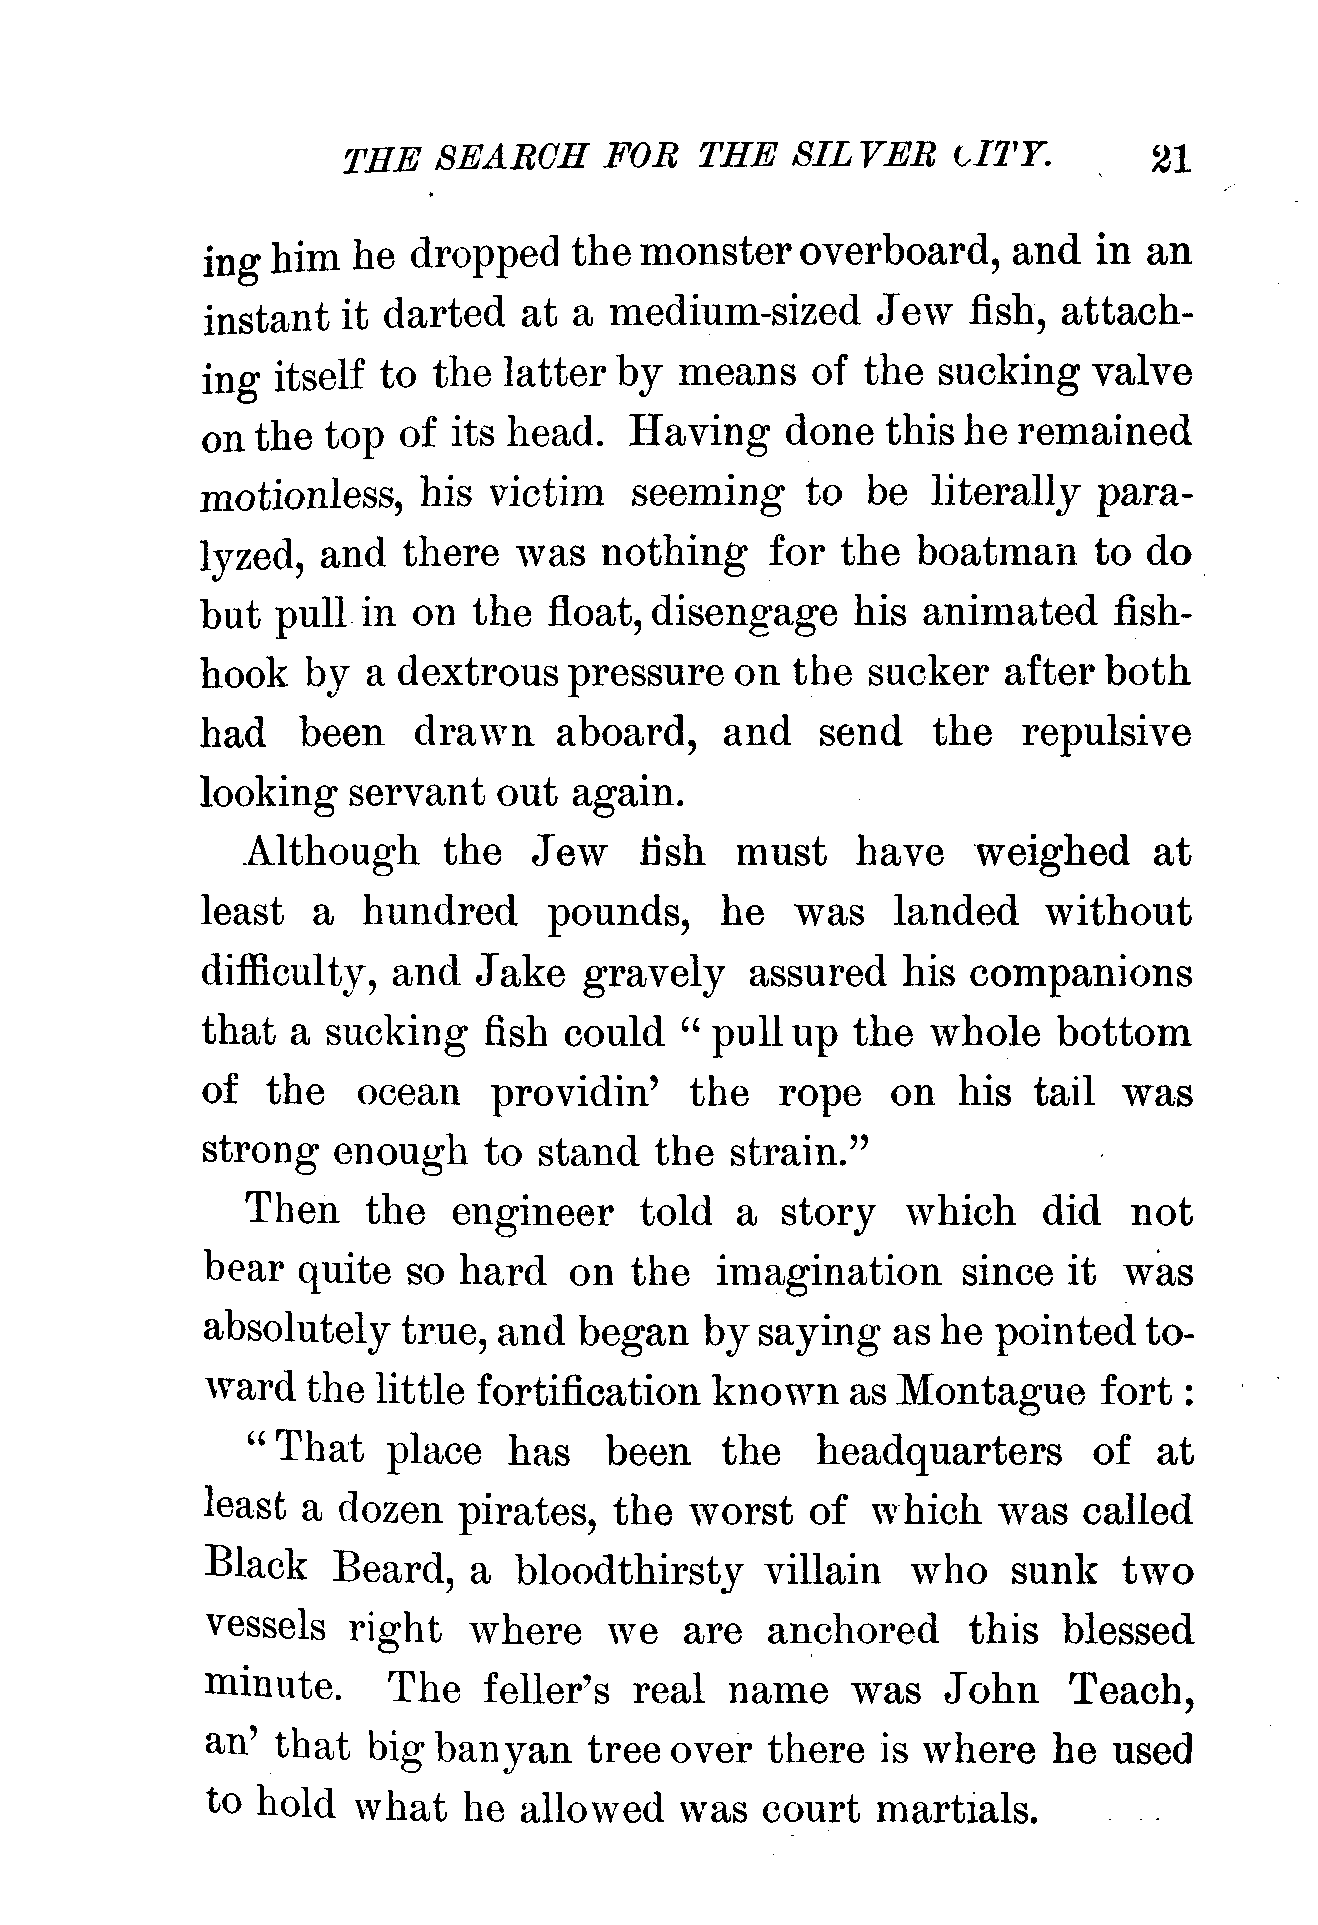 THE SEARCH FOR THE SILVER CITY. 21
ing him he dropped the monster overboard, and in an
instant it darted at a medium-sized Jew fish, attach-
ing itself to the latter by means of the sucking valve
on the top of its head. Having done this he remained
motionless, his victim seeming to be literally para-
lyzed, and there was nothing for the boatman to do
but pull in on the float, disengage his animated fish-
hook by a dextrous pressure on the sucker after both
had been drawn aboard, and send the repulsive
looking servant out again.
Although the Jew fish must have weighed at
least a hundred pounds, he was landed without
difficulty, and Jake gravely assured his companions
that a sucking fish could “ pull up the whole bottom
of the ocean providin’ the rope on his tail was
strong enough to stand the strain.”
Then the engineer told a story which did not
bear quite so hard on the imagination since it was
absolutely true, and began by saying as he pointed to-
ward the little fortification known as Montague fort :
“ That place has been the headquarters of at
least a dozen pirates, the worst of which was called
Black Beard, a bloodthirsty villain who sunk two
vessels right where we are anchored this blessed
minute. The feller’s real name was John Teach,
an’ that big banyan tree over there is where he used
to hold what he allowed was court martials.